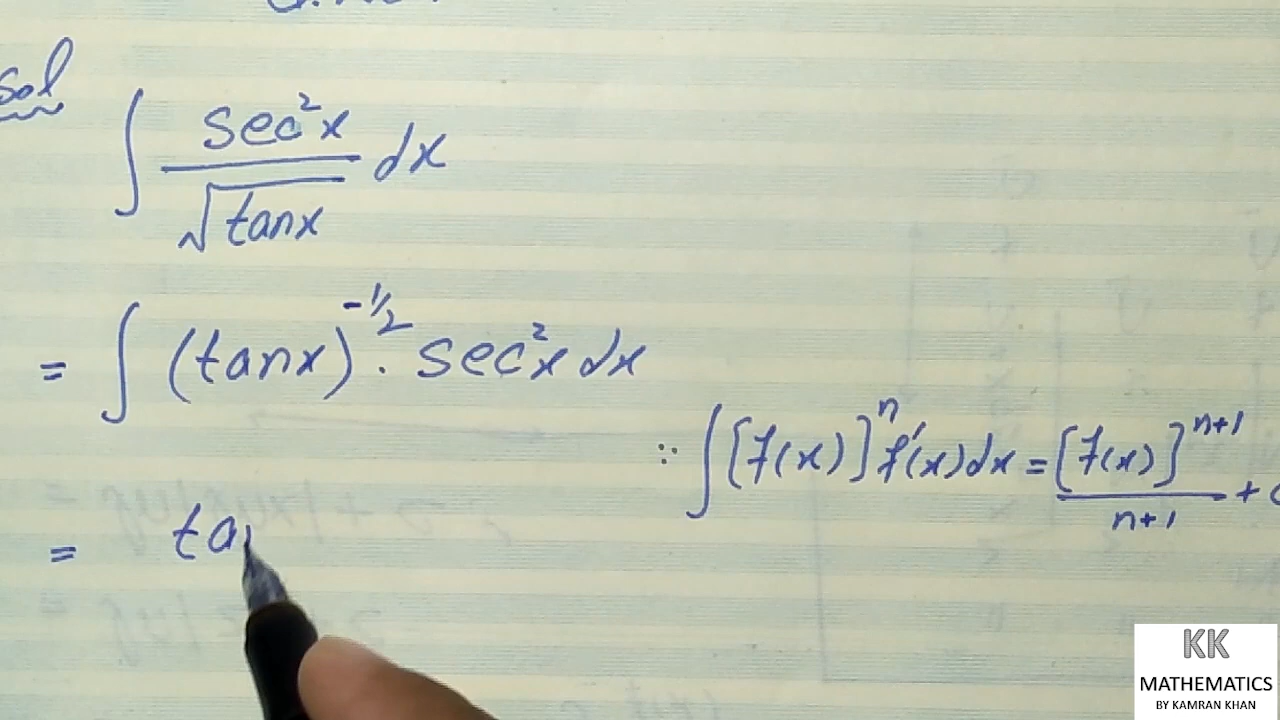 sol
∫ sec²x / √tanx dx
= ∫ (tanx)^-1/2 · sec²x dx
∵ ∫ [f(x)]^n f'(x)dx = [f(x)]^n+1 / n+1 +
= ta
KK
MATHEMATICS
BY KAMRAN KHAN